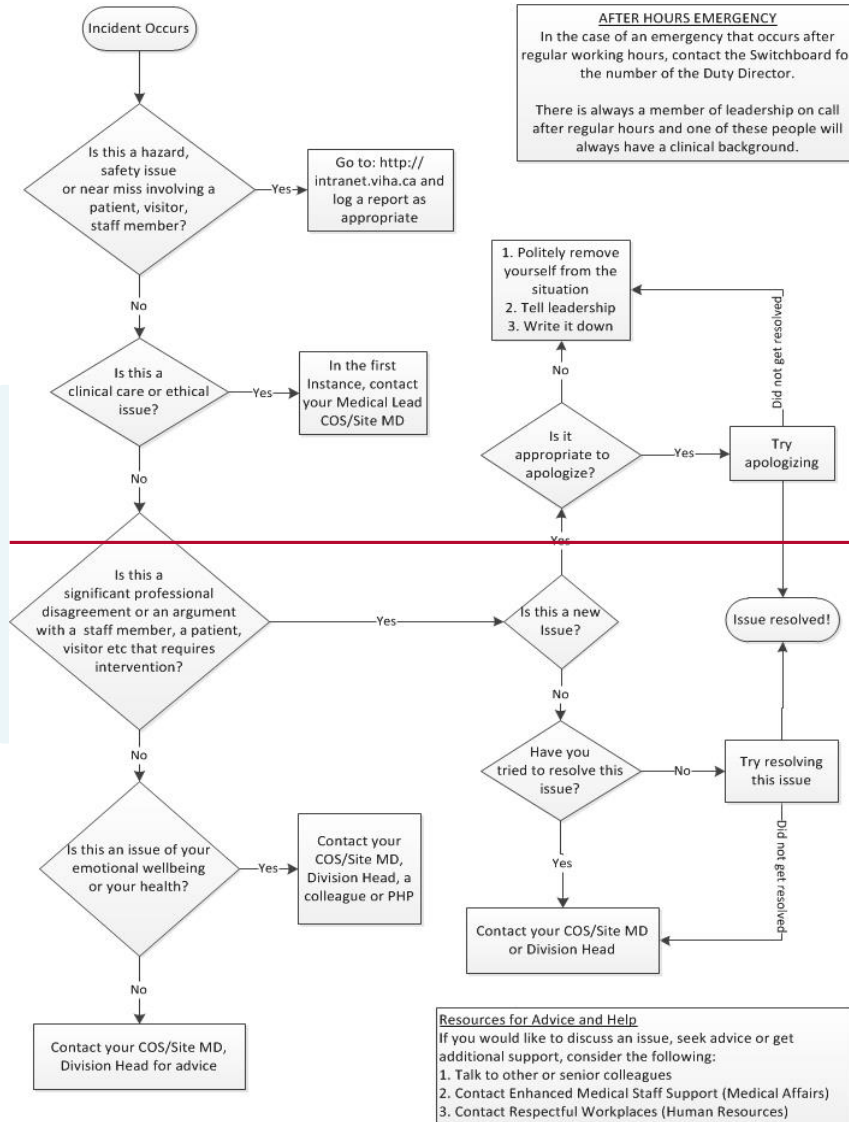 Incident Occurs
AFTER HOURS EMERGENCY
In the case of an emergency that occurs after
regular working hours, contact the Switchboard fo
the number of the Duty Director.
There is always a member of leadership on call
after regular hours and one of these people will
always have a clinical background.
Is this a hazard,
safety issue
or near miss involving a
patient, visitor,
staff member?
Yes
Go to: http://
intranet.viha.ca and
log a report as
appropriate
No
Is this a
clinical care or ethical
issue?
Yes
In the first
Instance, contact
your Medical Lead
COS/Site MD
No
Is this a
significant professional
disagreement or an argument
with a staff member, a patient,
visitor etc that requires
intervention?
Yes
Is this a new
Issue?
Yes
Is it
appropriate to
apologize?
No
1. Politely remove
yourself from the
situation
2. Tell leadership
3. Write it down
Yes
Try
apologizing
Did not get resolved
Issue resolved!
No
Have you
tried to resolve this
issue?
No
Try resolving
this issue
Did not get resolved
Yes
Contact your COS/Site MD
or Division Head
No
Is this an issue of your
emotional wellbeing
or your health?
Yes
Contact your
COS/Site MD,
Division Head, a
colleague or PHP
No
Contact your COS/Site MD,
Division Head for advice
Resources for Advice and Help
If you would like to discuss an issue, seek advice or get
additional support, consider the following:
1. Talk to other or senior colleagues
2. Contact Enhanced Medical Staff Support (Medical Affairs)
3. Contact Respectful Workplaces (Human Resources)